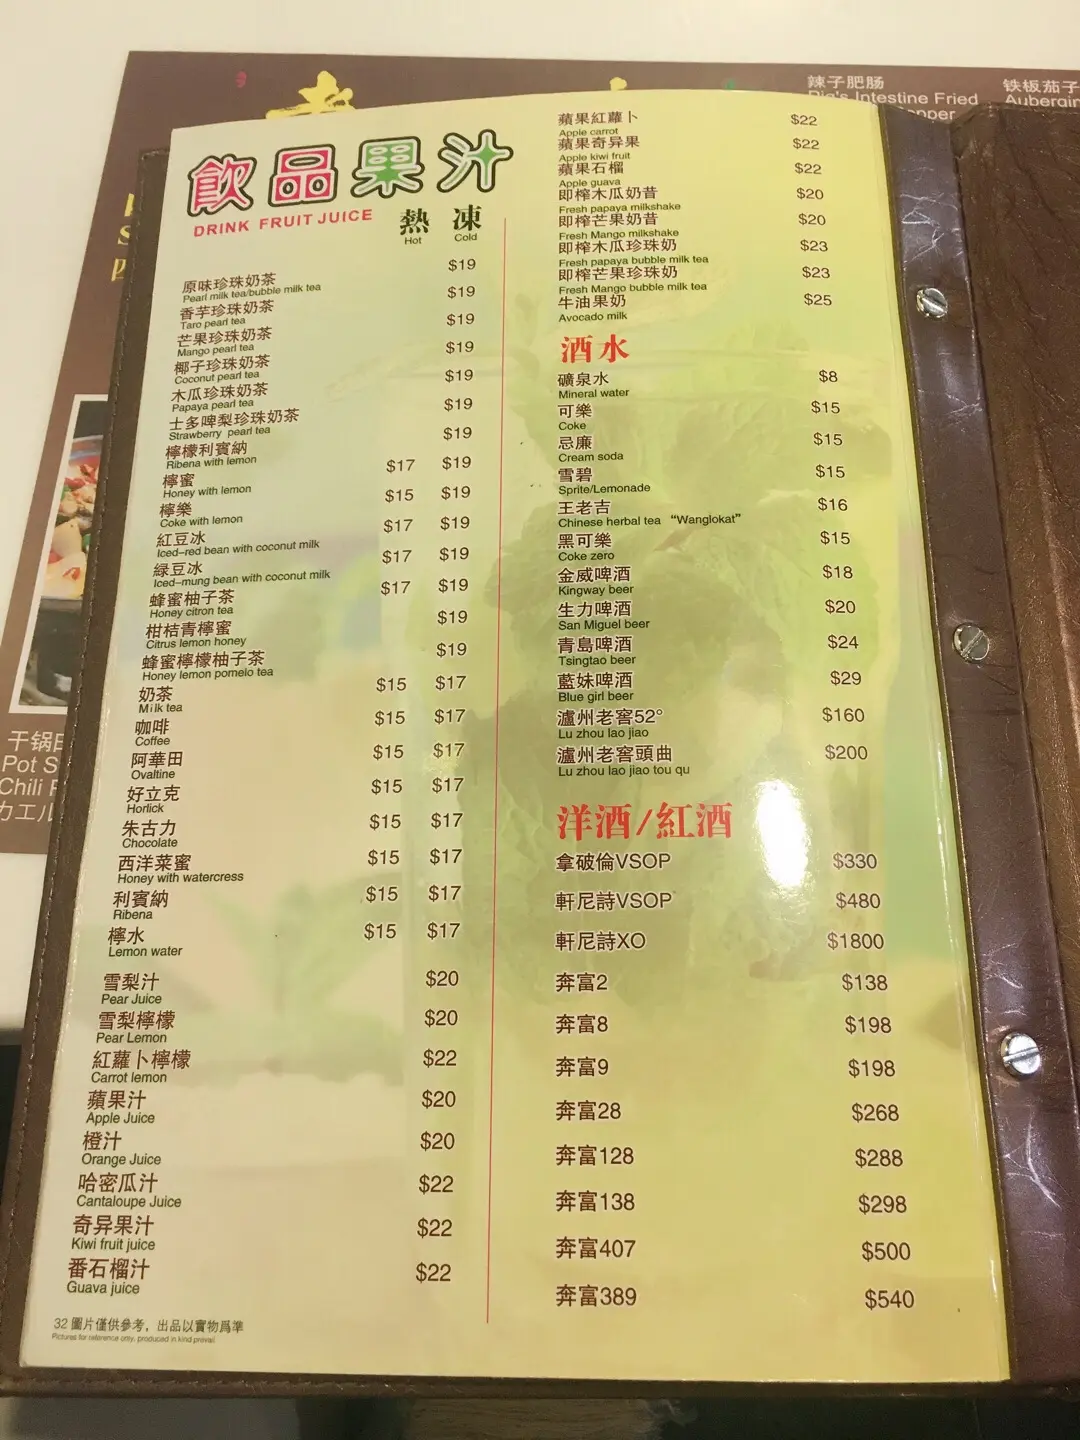 辣子肥肠
Pig's Intestine Fried
铁板茄子
飲品果汁
DRINK FRUIT JUICE
熱 凍
Hot Cold
原味珍珠奶茶 $19
Pearl milk tea/bubble milk tea
香芋珍珠奶茶 $19
Taro pearl tea
芒果珍珠奶茶 $19
Mango pearl tea
椰子珍珠奶茶 $19
Coconut pearl tea
木瓜珍珠奶茶 $19
Papaya pearl tea
士多啤梨珍珠奶茶 $19
Strawberry pearl tea
檸檬利賓納 $19
Ribena with lemon
檸蜜 $17 $19
Honey with lemon
檸樂 $15 $19
Coke with lemon
紅豆冰 $17 $19
Iced-red bean with coconut milk
綠豆冰 $17 $19
Iced-mung bean with coconut milk
蜂蜜柚子茶 $17 $19
Honey citron tea
柑桔青檸蜜 $19
Citrus lemon honey
蜂蜜檸檬柚子茶 $19
Honey lemon pomelo tea
奶茶 $15 $17
Milk tea
咖啡 $15 $17
Coffee
阿華田 $15 $17
Ovaltine
好立克 $15 $17
Horlick
朱古力 $15 $17
Chocolate
西洋菜蜜 $15 $17
Honey with watercress
利賓納 $15 $17
Ribena
檸水 $15 $17
Lemon water
雪梨汁 $20
Pear Juice
雪梨檸檬 $20
Pear Lemon
紅蘿卜檸檬 $22
Carrot lemon
蘋果汁 $20
Apple Juice
橙汁 $20
Orange Juice
哈密瓜汁 $22
Cantaloupe Juice
奇异果汁 $22
Kiwi fruit juice
番石榴汁 $22
Guava juice
32 圖片僅供參考，出品以實物爲準
Pictures for reference only, produced in kind prevail
蘋果紅蘿卜 $22
Apple carrot
蘋果奇异果 $22
Apple kiwi fruit
蘋果石榴 $22
Apple guava
即榨木瓜奶昔 $20
Fresh papaya milkshake
即榨芒果奶昔 $20
Fresh Mango milkshake
即榨木瓜珍珠奶 $23
Fresh papaya bubble milk tea
即榨芒果珍珠奶 $23
Fresh Mango bubble milk tea
牛油果奶 $25
Avocado milk
酒水
礦泉水 $8
Mineral water
可樂 $15
Coke
忌廉 $15
Cream soda
雪碧 $15
Sprite/Lemonade
王老吉 $16
Chinese herbal tea “Wanglokat”
黑可樂 $15
Coke zero
金威啤酒 $18
Kingway beer
生力啤酒 $20
San Miguel beer
青島啤酒 $24
Tsingtao beer
藍妹啤酒 $29
Blue girl beer
瀘州老窖52° $160
Lu zhou lao jiao
瀘州老窖頭曲 $200
Lu zhou lao jiao tou qu
洋酒/紅酒
拿破倫VSOP $330
軒尼詩VSOP $480
軒尼詩XO $1800
奔富2 $138
奔富8 $198
奔富9 $198
奔富28 $268
奔富128 $288
奔富138 $298
奔富407 $500
奔富389 $540